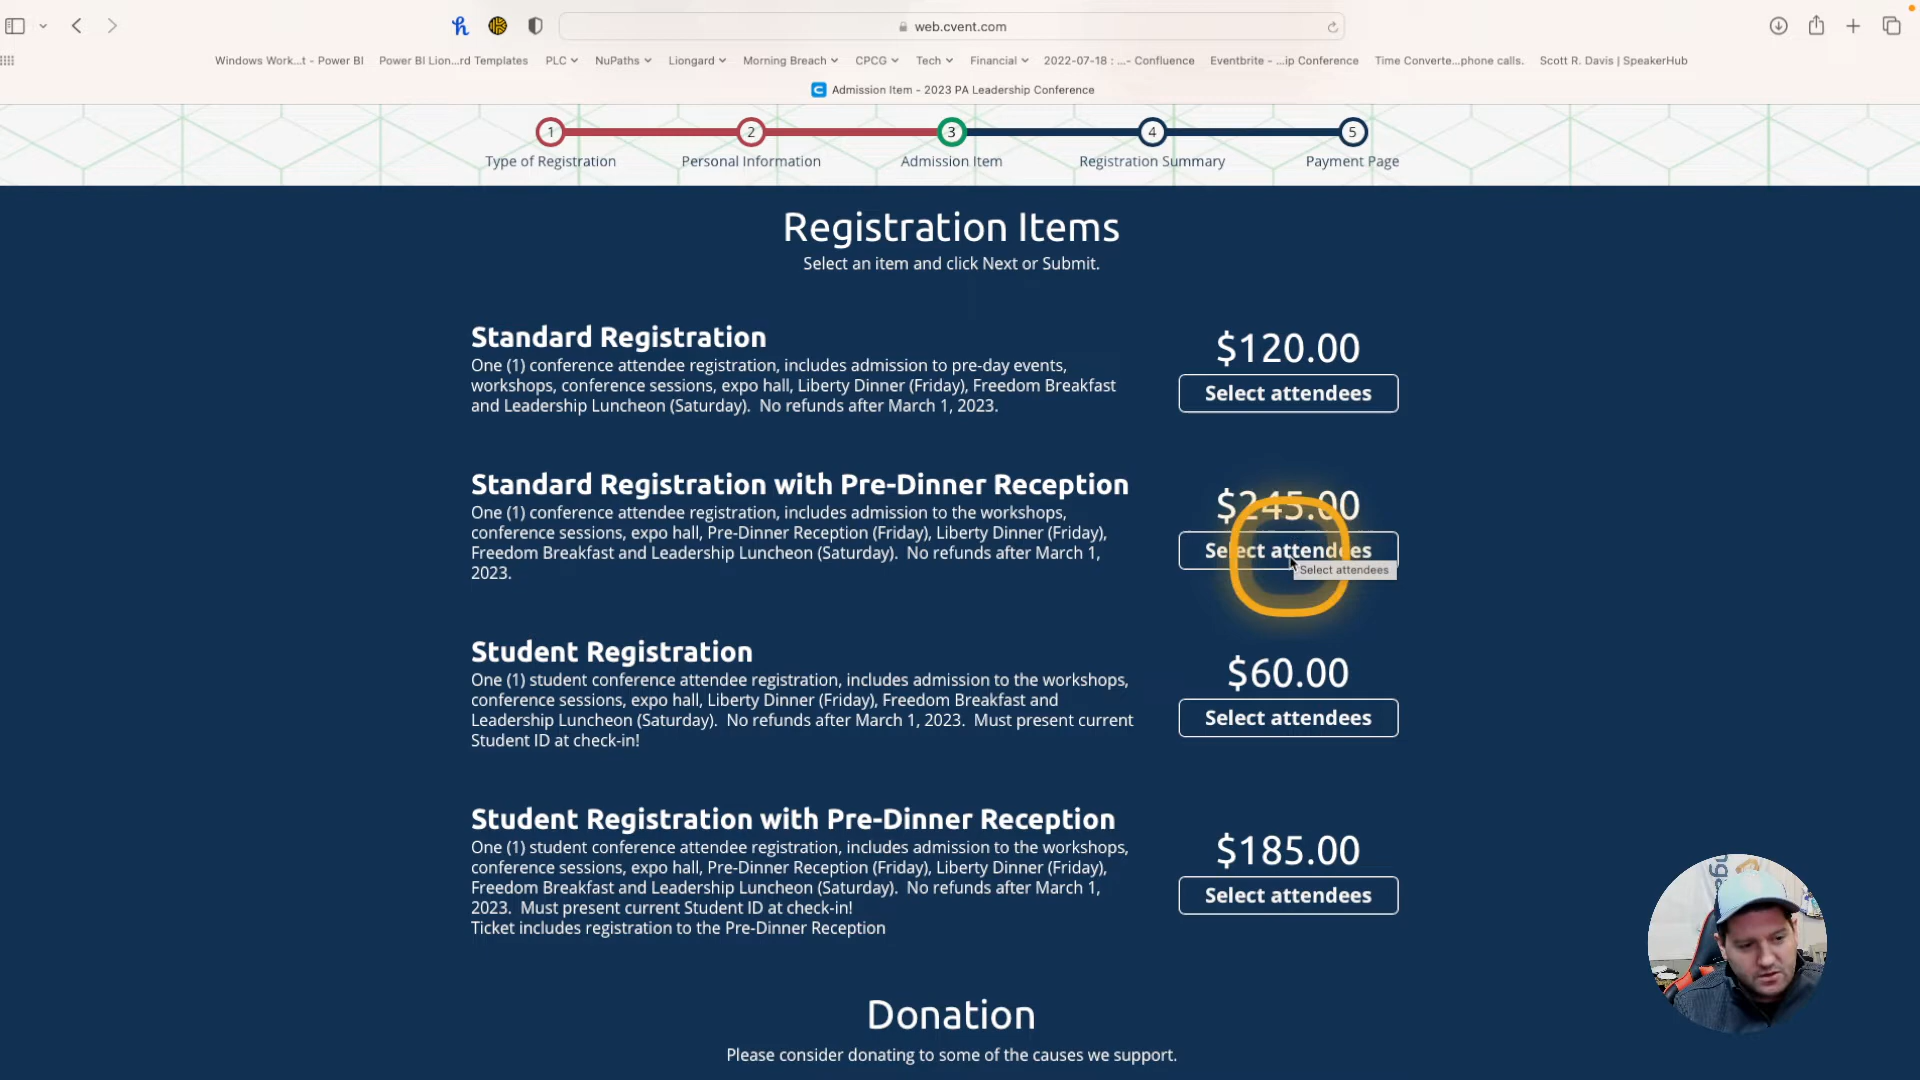 web.cvent.com
Windows Work...t - Power BI Power BI Lion...rd Templates PLC NuPaths Liongard Morning Breach CPCG Tech Financial 2022-07-18 : ...- Confluence Eventbrite - ...ip Conference Time Converte...phone calls. Scott R. Davis | SpeakerHub
Admission Item - 2023 PA Leadership Conference
1 2 3 4 5
Type of Registration Personal Information Admission Item Registration Summary Payment Page
Registration Items
Select an item and click Next or Submit.
Standard Registration
One (1) conference attendee registration, includes admission to pre-day events,
workshops, conference sessions, expo hall, Liberty Dinner (Friday), Freedom Breakfast
and Leadership Luncheon (Saturday).  No refunds after March 1, 2023.
$120.00
Select attendees
Standard Registration with Pre-Dinner Reception
One (1) conference attendee registration, includes admission to the workshops,
conference sessions, expo hall, Pre-Dinner Reception (Friday), Liberty Dinner (Friday),
Freedom Breakfast and Leadership Luncheon (Saturday).  No refunds after March 1,
2023.
$245.00
Select attendees
Select attendees
Student Registration
One (1) student conference attendee registration, includes admission to the workshops,
conference sessions, expo hall, Liberty Dinner (Friday), Freedom Breakfast and
Leadership Luncheon (Saturday).  No refunds after March 1, 2023.  Must present current
Student ID at check-in!
$60.00
Select attendees
Student Registration with Pre-Dinner Reception
One (1) student conference attendee registration, includes admission to the workshops,
conference sessions, expo hall, Pre-Dinner Reception (Friday), Liberty Dinner (Friday),
Freedom Breakfast and Leadership Luncheon (Saturday).  No refunds after March 1,
2023.  Must present current Student ID at check-in!
Ticket includes registration to the Pre-Dinner Reception
$185.00
Select attendees
Donation
Please consider donating to some of the causes we support.